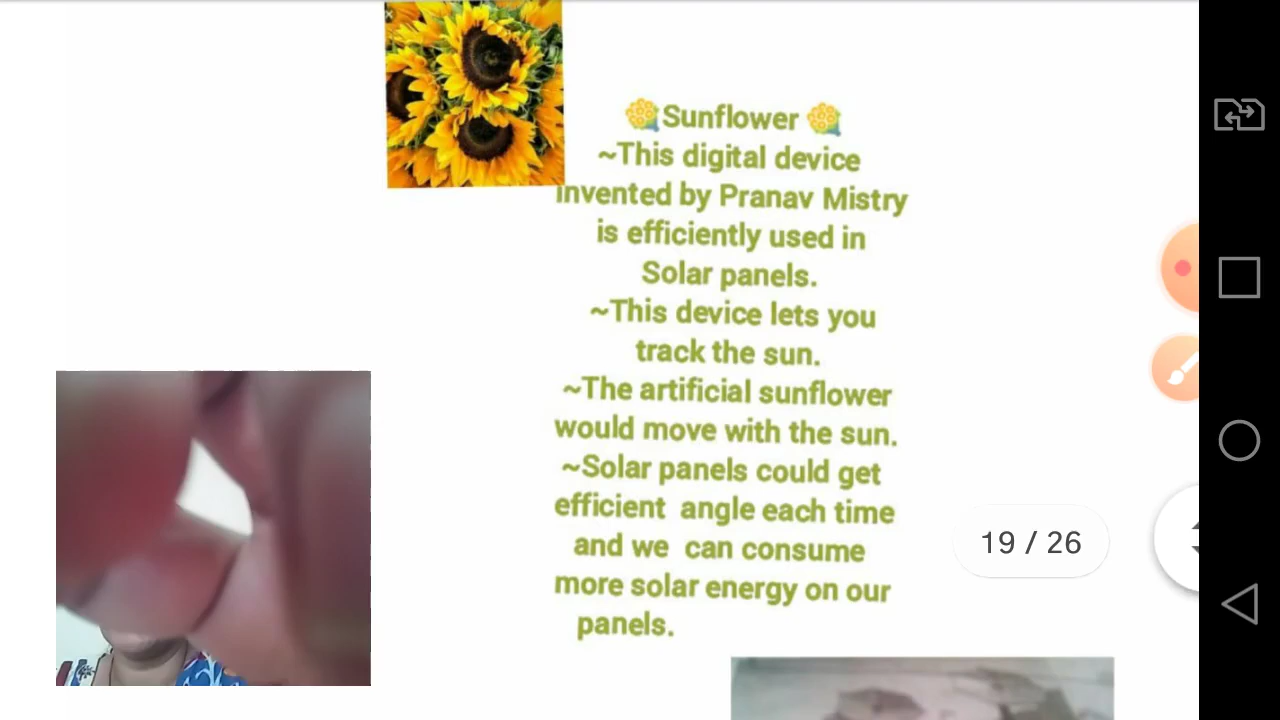 💐Sunflower 💐
~This digital device
invented by Pranav Mistry
is efficiently used in
Solar panels.
~This device lets you
track the sun.
~The artificial sunflower
would move with the sun.
~Solar panels could get
efficient  angle each time
and we  can consume
more solar energy on our
panels.
19 / 26